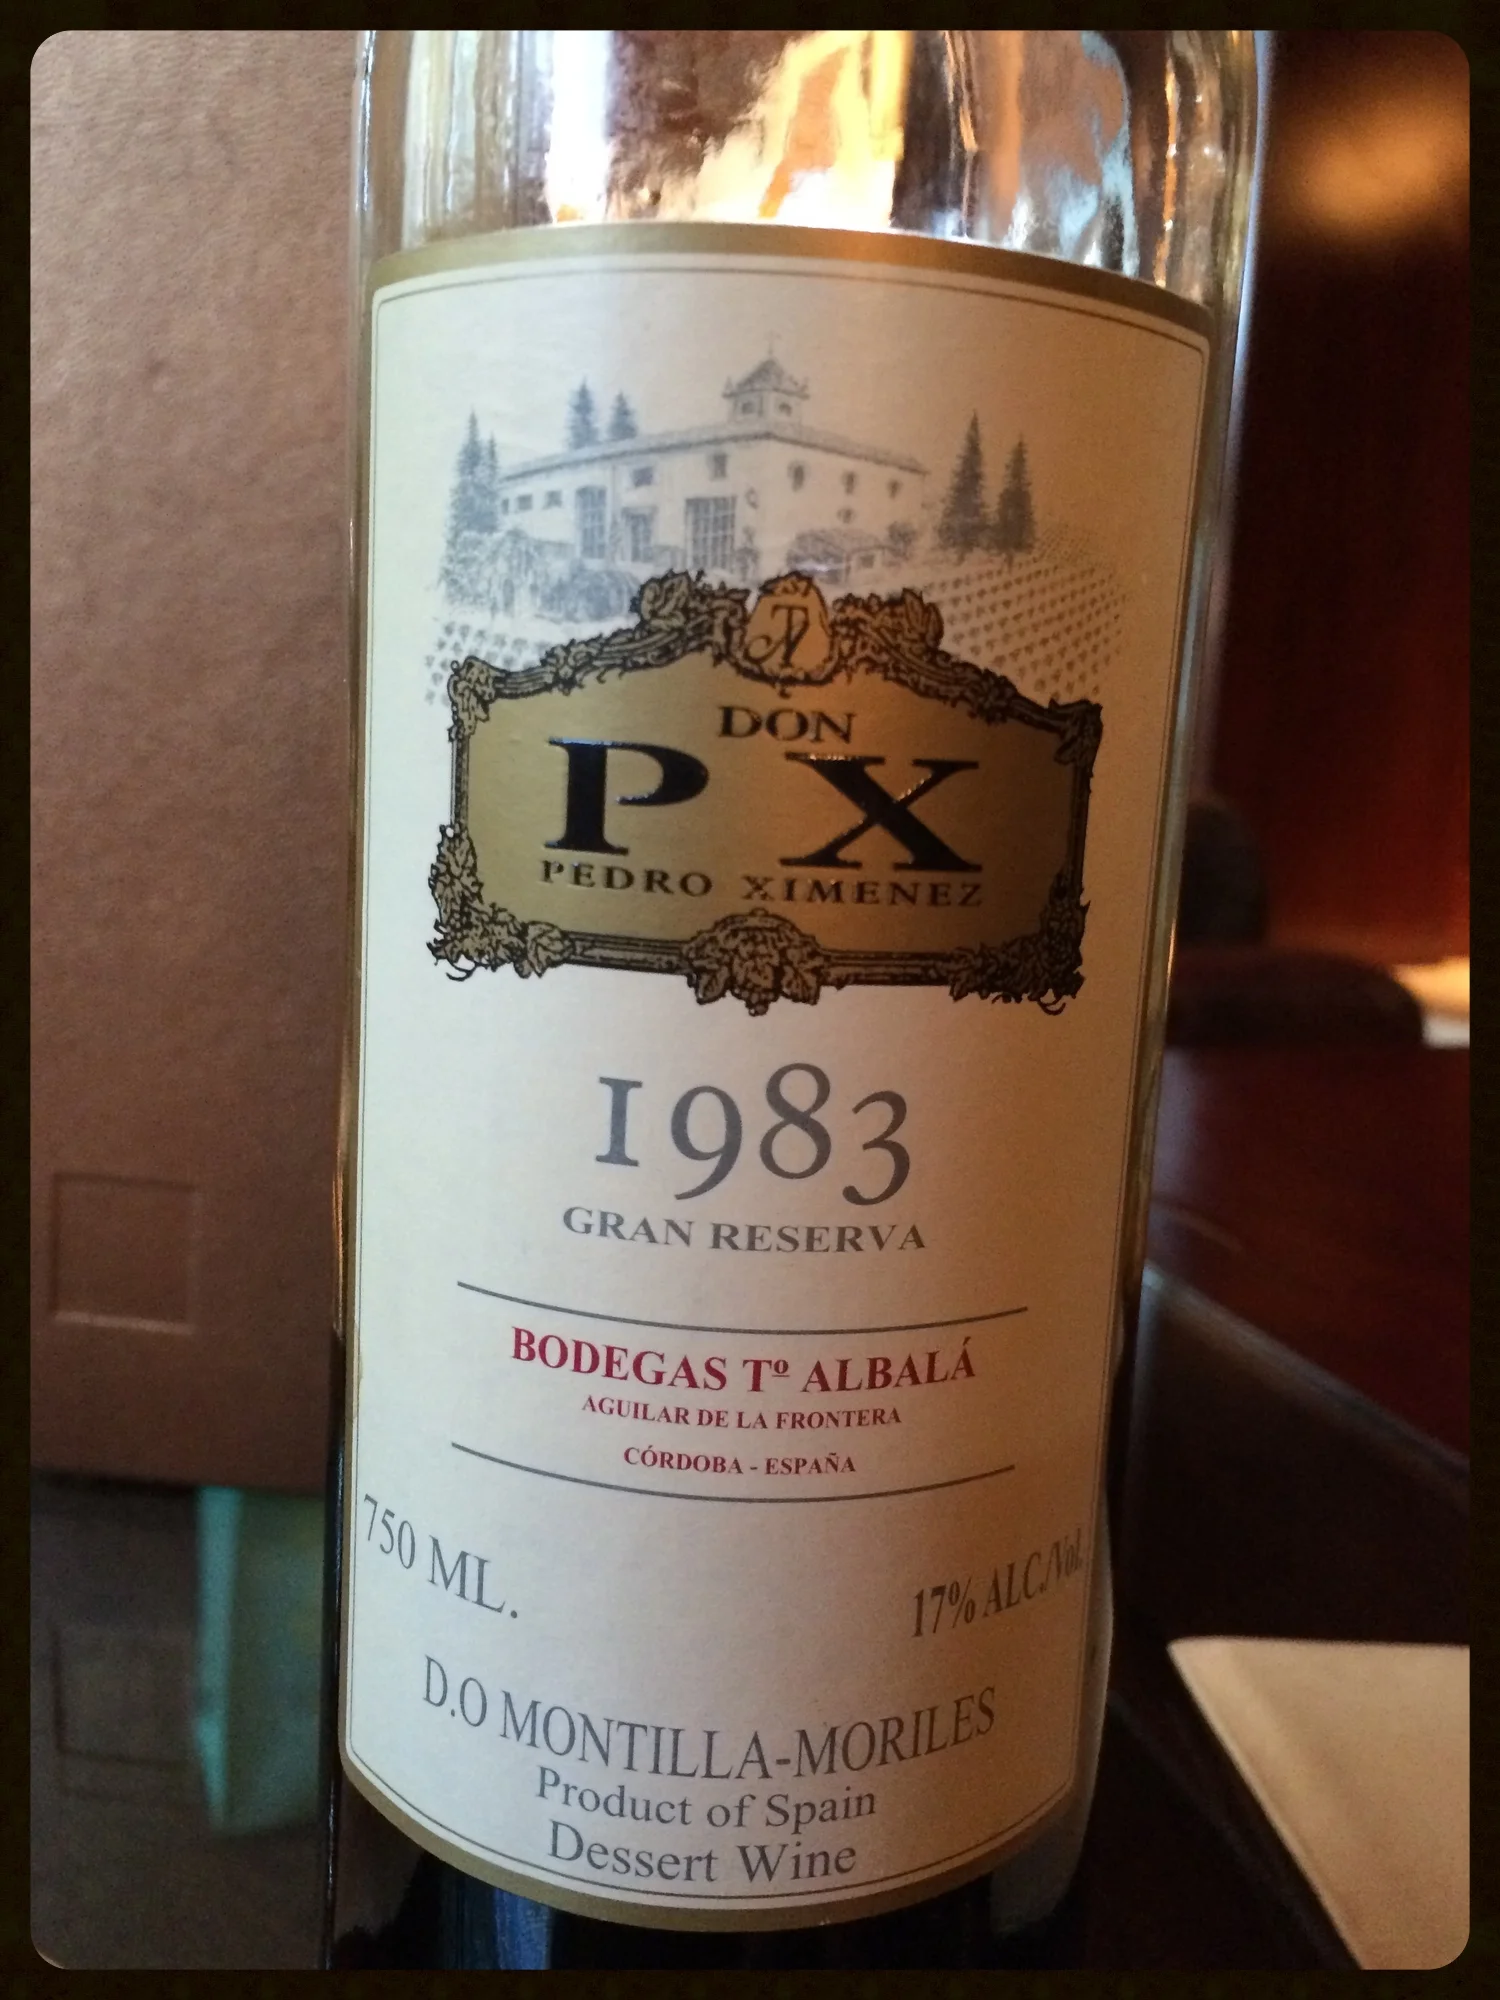 DON
P X
PEDRO XIMENEZ
1983
GRAN RESERVA
BODEGAS Tº ALBALÁ
AGUILAR DE LA FRONTERA
CÓRDOBA - ESPAÑA
750 ML.
17% ALC./Vol.
D.O MONTILLA-MORILES
Product of Spain
Dessert Wine